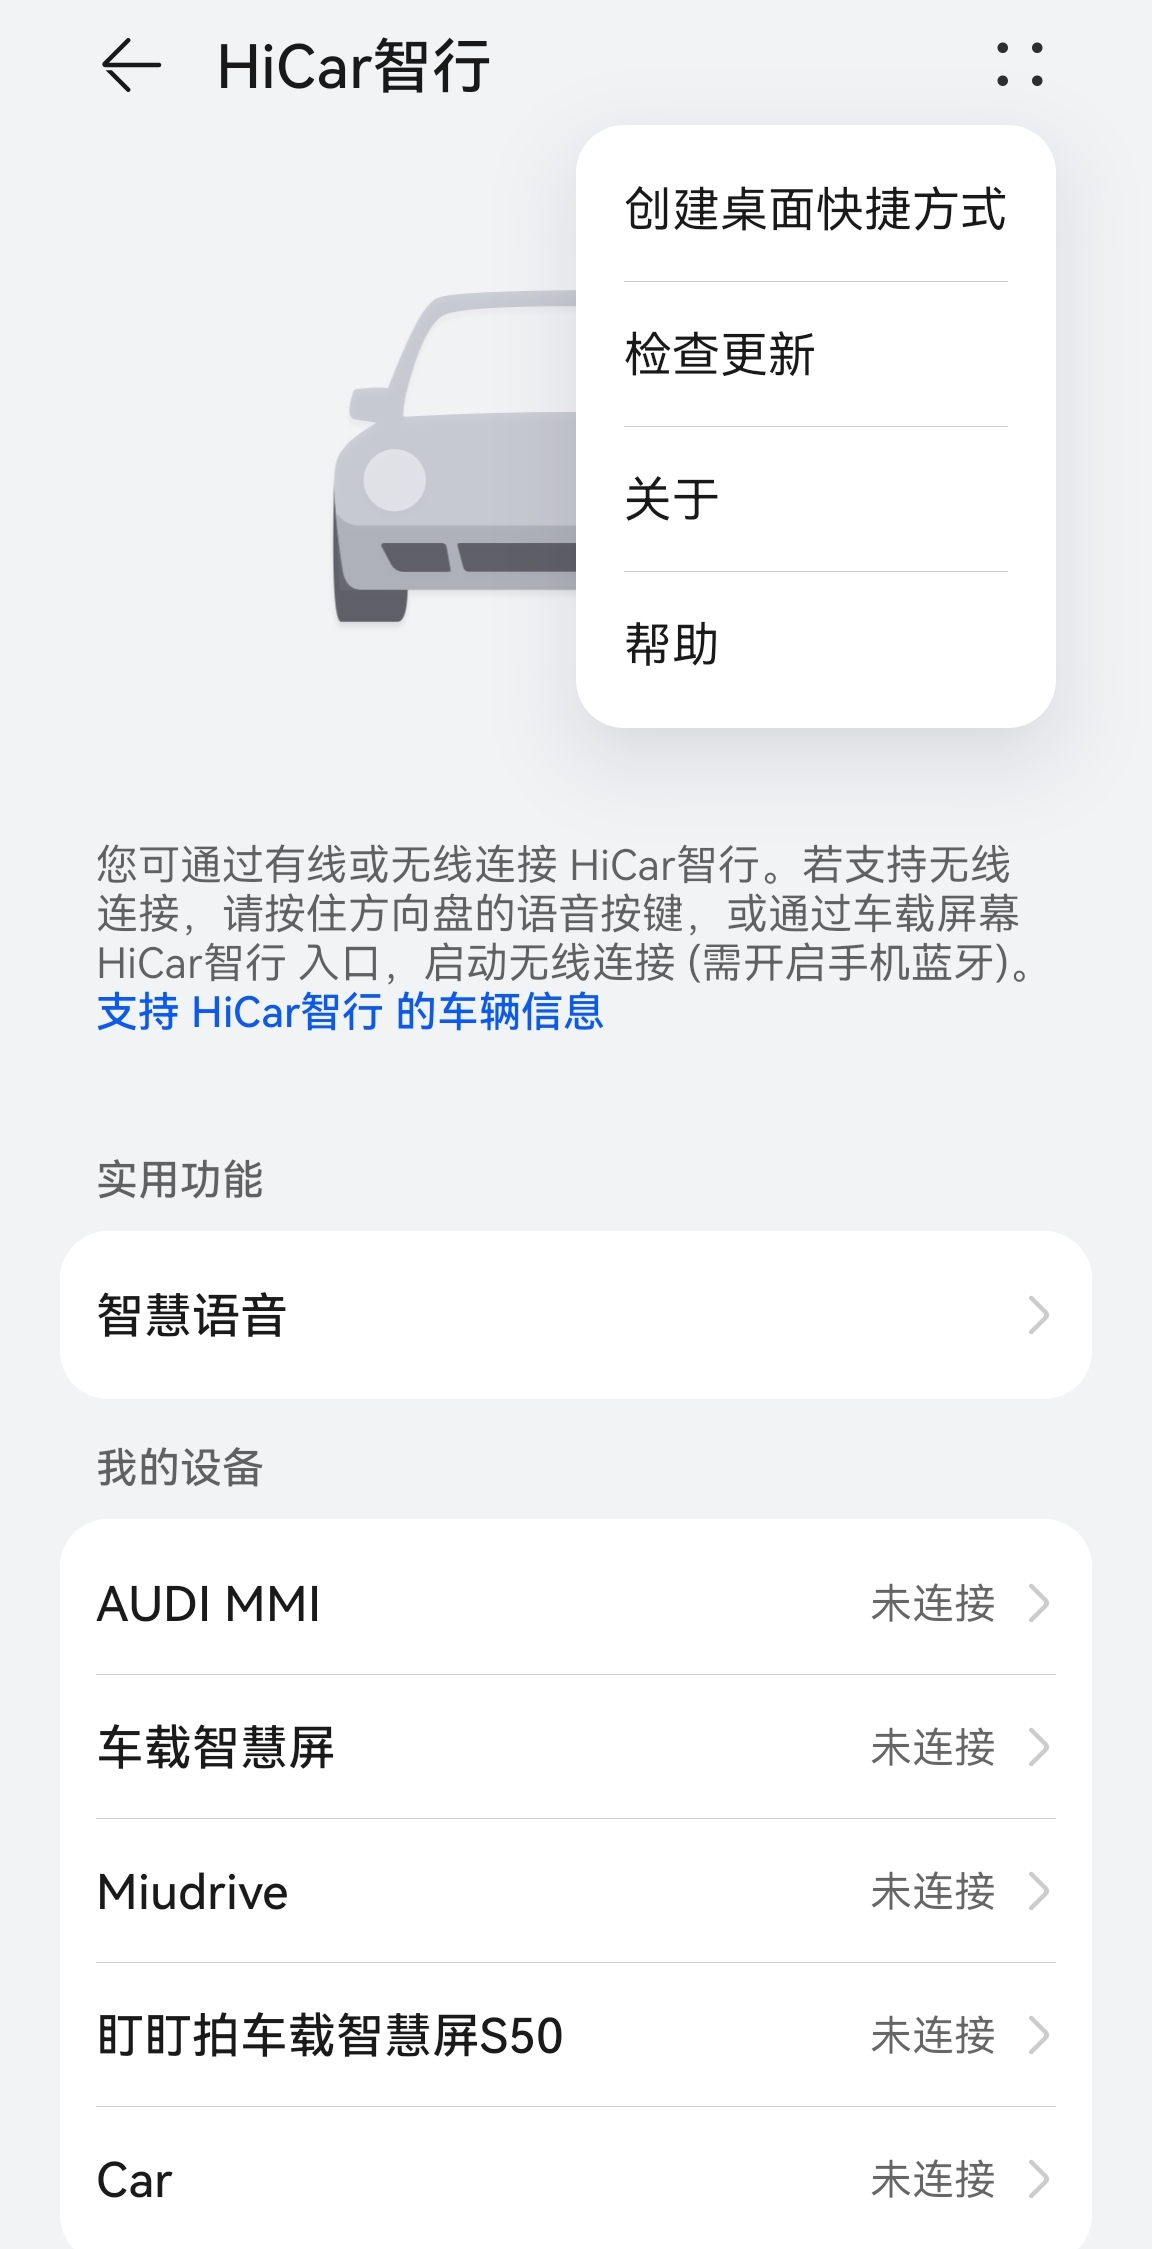 HiCar智行
创建桌面快捷方式
检查更新
关于
帮助
您可通过有线或无线连接 HiCar智行。若支持无线
连接，请按住方向盘的语音按键，或通过车载屏幕
HiCar智行 入口，启动无线连接 (需开启手机蓝牙)。
支持 HiCar智行 的车辆信息
实用功能
智慧语音
我的设备
AUDI MMI 未连接
车载智慧屏 未连接
Miudrive 未连接
盯盯拍车载智慧屏S50 未连接
Car 未连接